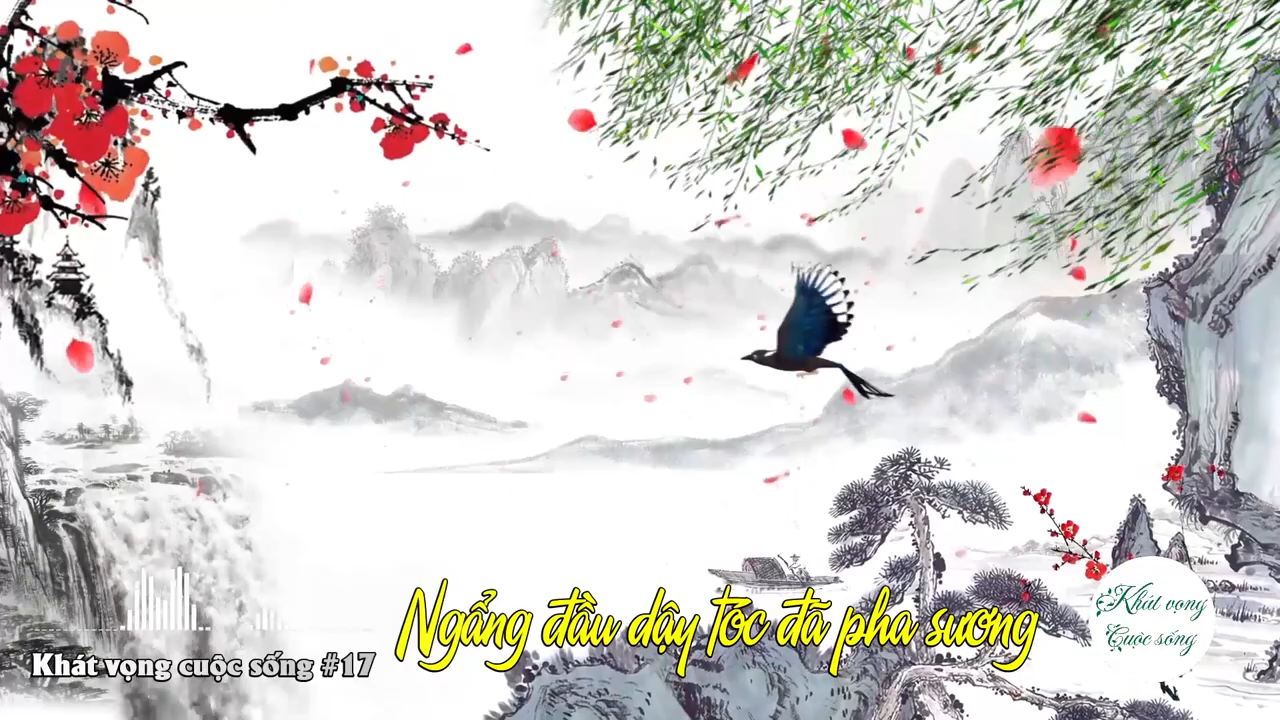 Ngẩng đầu dậy tóc đã pha sương
Khát vọng cuộc sống #17
Khát vọng
Cuộc sống